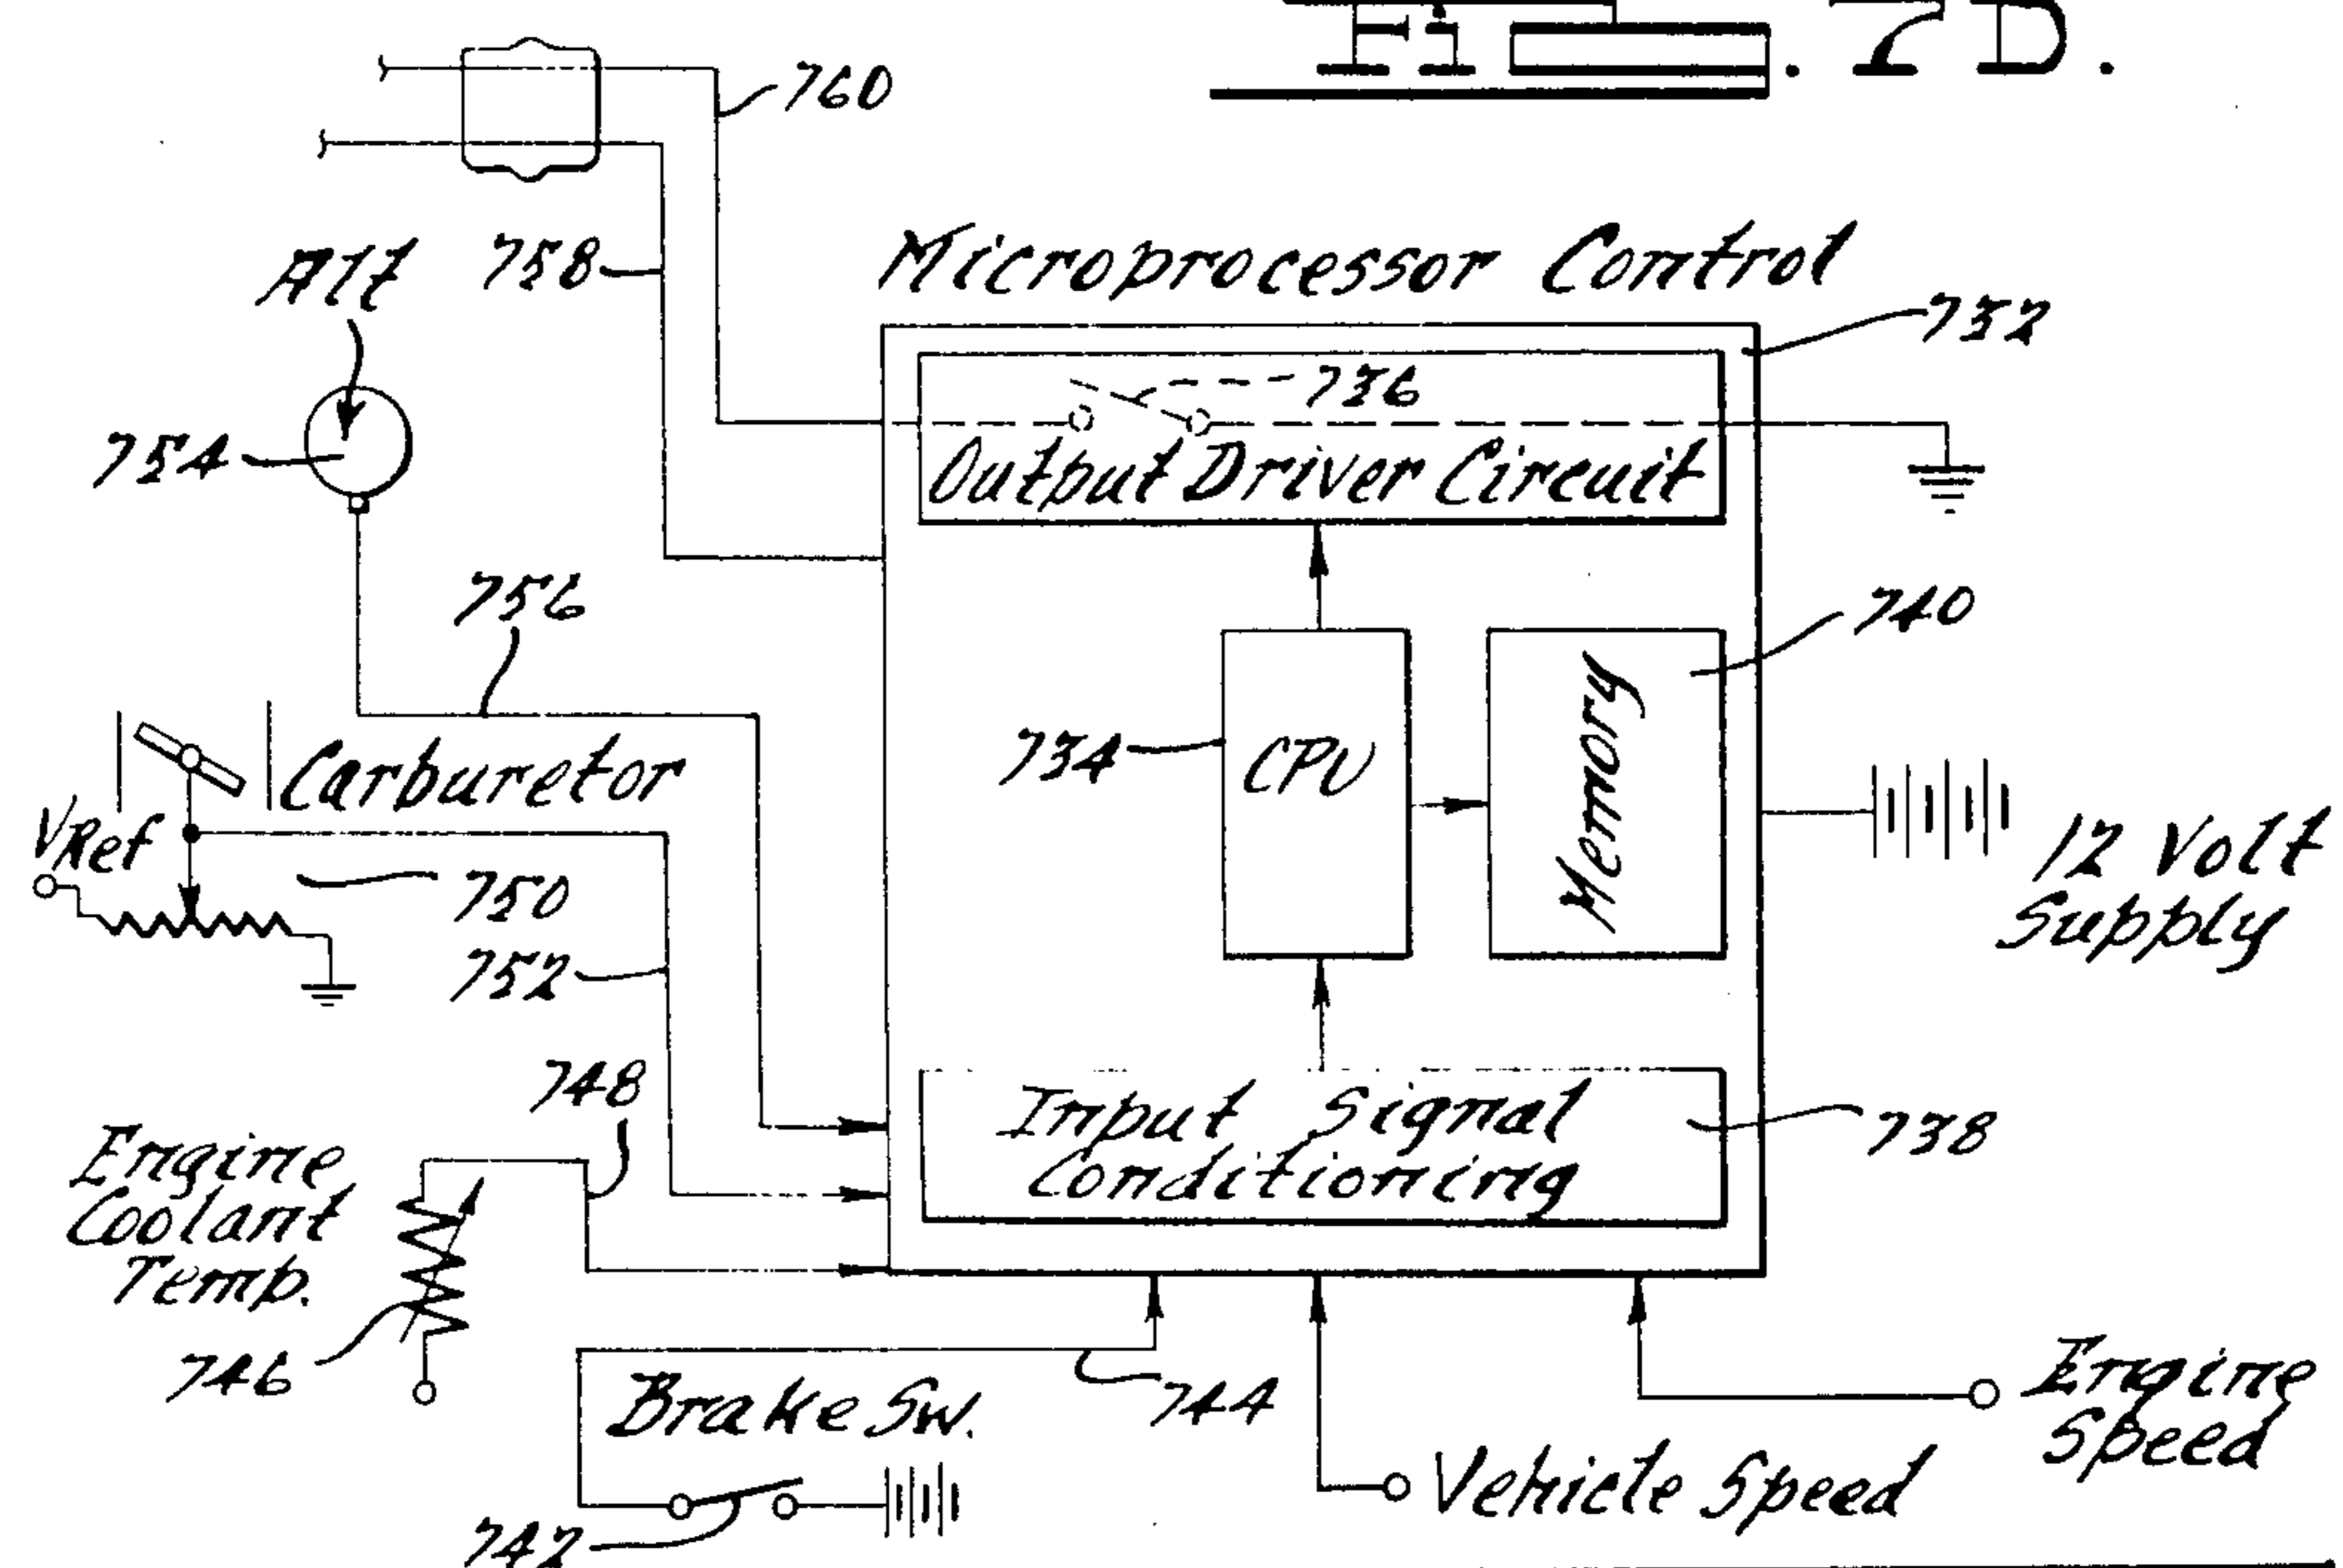 Fig. 7D.
760
Alt
758
Microprocessor Control
732
736
754
Output Driver Circuit
756
740
734
CPU
Memory
Carburetor
VRef
750
12 Volt
Supply
752
748
Input Signal
Conditioning
738
Engine
Coolant
Temp.
746
Brake Sw.
744
Engine
Speed
Vehicle Speed
742